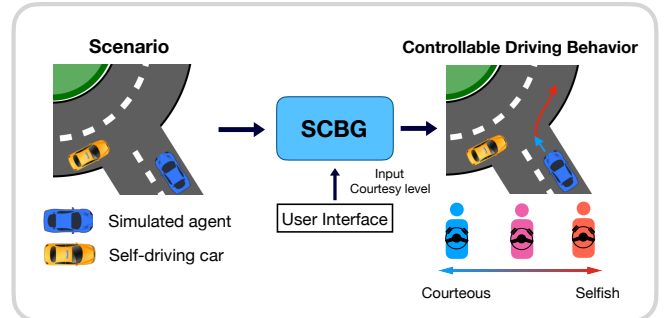 Scenario
Controllable Driving Behavior
SCBG
Input
Courtesy level
User Interface
Simulated agent
Self-driving car
Courteous
Selfish